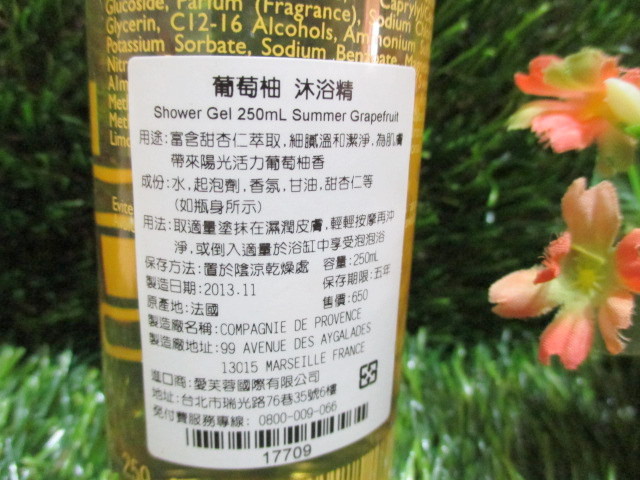 Glucoside, Parfum (Fragrance), Sodium
Glycerin, C12-16 Alcohols, Ammonium
Potassium Sorbate, Sodium
葡萄柚 沐浴精
Shower Gel 250mL Summer Grapefruit
用途:富含甜杏仁萃取,細膩溫和潔淨,為肌膚
帶來陽光活力葡萄柚香
成份:水,起泡劑,香氛,甘油,甜杏仁等
(如瓶身所示)
用法:取適量塗抹在濕潤皮膚,輕輕按摩再沖
淨,或倒入適量於浴缸中享受泡泡浴
保存方法:置於陰涼乾燥處 容量:250mL
製造日期:2013.11 保存期限:五年
原產地:法國 售價:650
製造廠名稱:COMPAGNIE DE PROVENCE
製造廠地址:99 AVENUE DES AYGALADES
13015 MARSEILLE FRANCE
進口商:愛芙蓉國際有限公司
地址:台北市瑞光路76巷35號6樓
免付費服務專線: 0800-009-066
17709
250